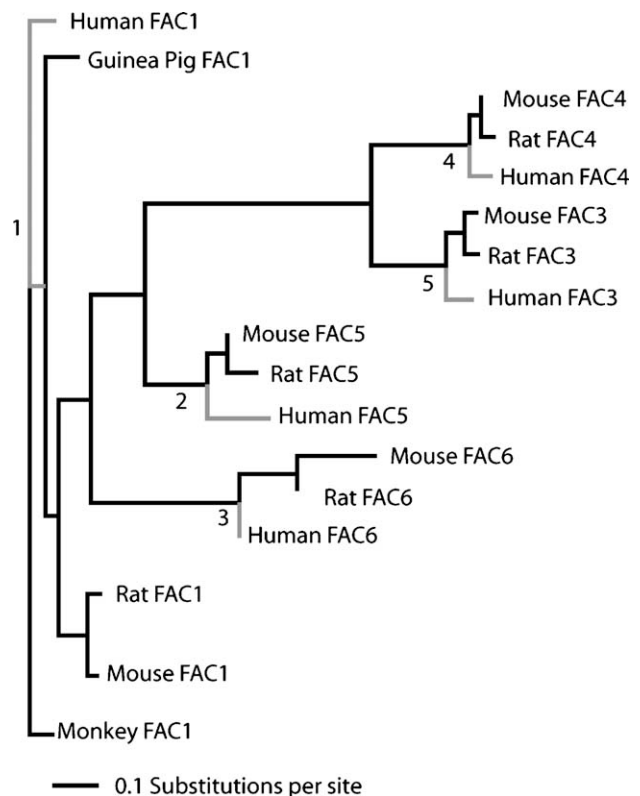 Human FAC1
Guinea Pig FAC1
Mouse FAC4
Rat FAC4
4
Human FAC4
Mouse FAC3
1
Rat FAC3
5
Human FAC3
Mouse FAC5
Rat FAC5
2
Human FAC5
Mouse FAC6
Rat FAC6
3
Human FAC6
Rat FAC1
Mouse FAC1
Monkey FAC1
0.1 Substitutions per site